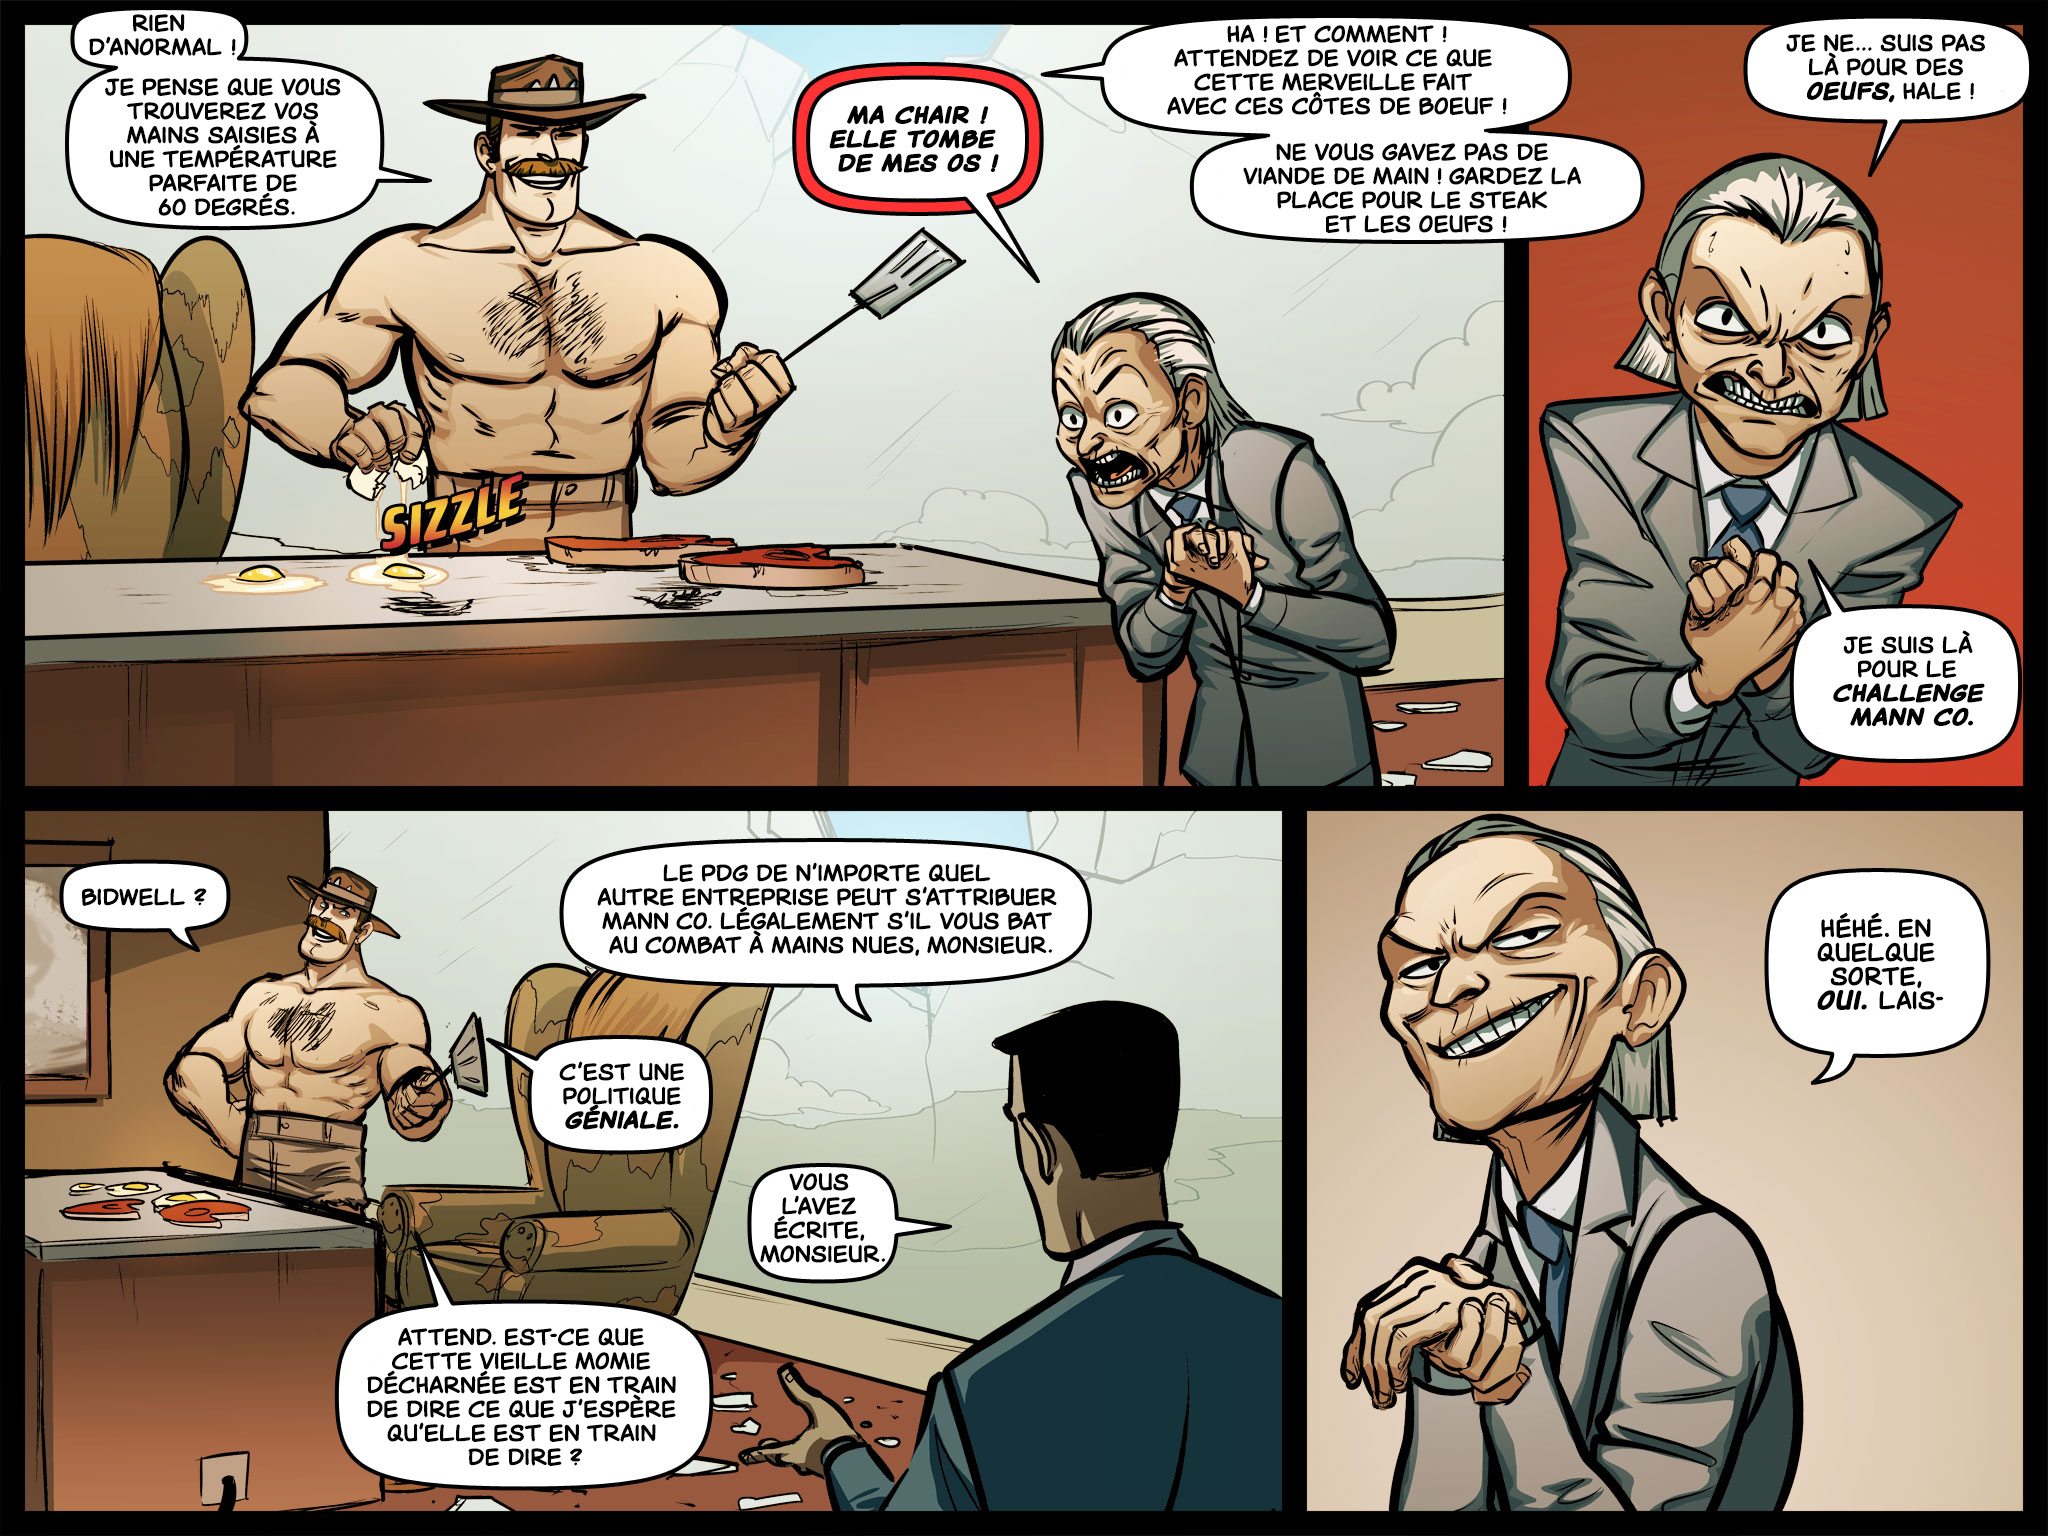 RIEN
D'ANORMAL !
JE PENSE QUE VOUS
TROUVEREZ VOS
MAINS SAISIES À
UNE TEMPÉRATURE
PARFAITE DE
60 DEGRÉS.
MA CHAIR !
ELLE TOMBE
DE MES OS !
HA ! ET COMMENT !
ATTENDEZ DE VOIR CE QUE
CETTE MERVEILLE FAIT
AVEC CES CÔTES DE BOEUF !
NE VOUS GAVEZ PAS DE
VIANDE DE MAIN ! GARDEZ LA
PLACE POUR LE STEAK
ET LES OEUFS !
SIZZLE
JE NE... SUIS PAS
LÀ POUR DES
OEUFS, HALE !
JE SUIS LÀ
POUR LE
CHALLENGE
MANN CO.
BIDWELL ?
LE PDG DE N'IMPORTE QUEL
AUTRE ENTREPRISE PEUT S'ATTRIBUER
MANN CO. LÉGALEMENT S'IL VOUS BAT
AU COMBAT À MAINS NUES, MONSIEUR.
C'EST UNE
POLITIQUE
GÉNIALE.
VOUS
L'AVEZ
ÉCRITE,
MONSIEUR.
ATTEND. EST-CE QUE
CETTE VIEILLE MOMIE
DÉCHARNÉE EST EN TRAIN
DE DIRE CE QUE J'ESPÈRE
QU'ELLE EST EN TRAIN
DE DIRE ?
HÉHÉ. EN
QUELQUE
SORTE,
OUI. LAIS-